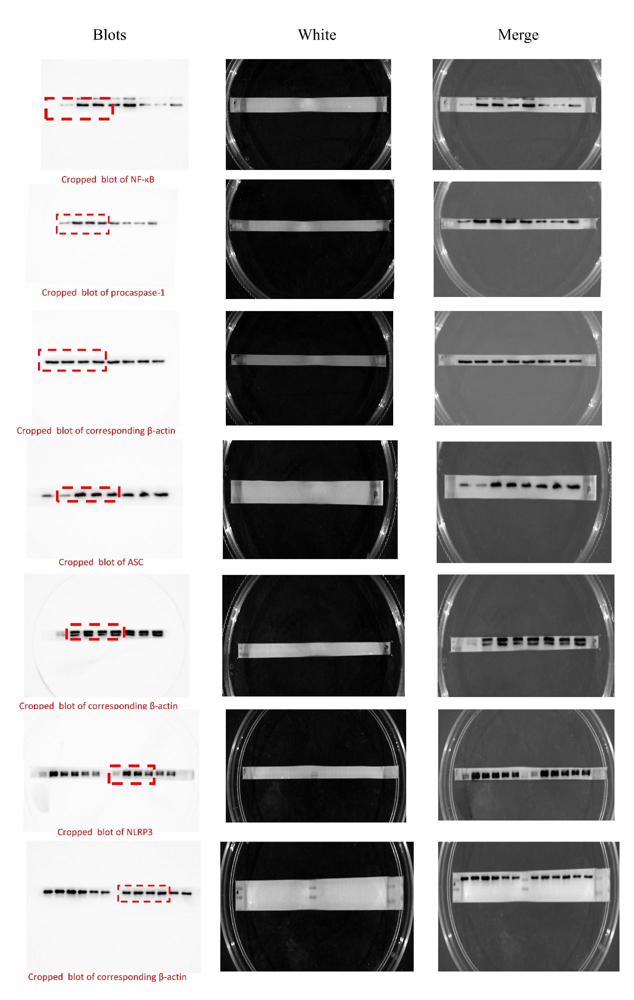 Blots White Merge
Cropped blot of NF-κB
Cropped blot of procaspase-1
Cropped blot of corresponding β-actin
Cropped blot of ASC
Cropped blot of corresponding β-actin
Cropped blot of NLRP3
Cropped blot of corresponding β-actin